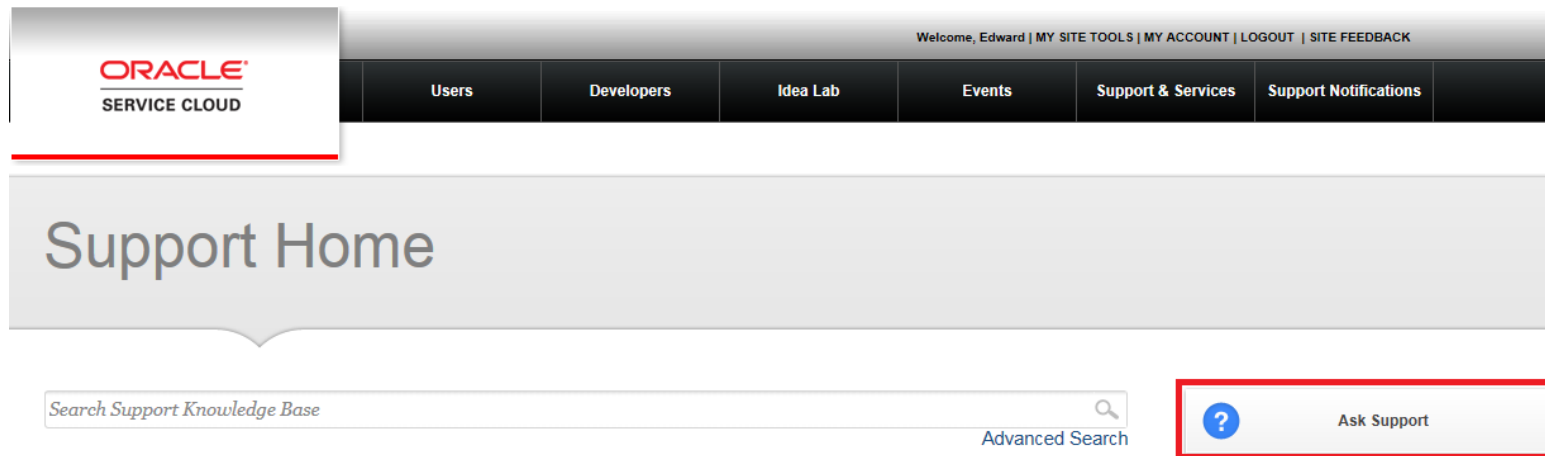 Welcome, Edward | MY SITE TOOLS | MY ACCOUNT | LOGOUT | SITE FEEDBACK
ORACLE®
SERVICE CLOUD
Users Developers Idea Lab Events Support & Services Support Notifications
Support Home
Search Support Knowledge Base
? Ask Support
Advanced Search